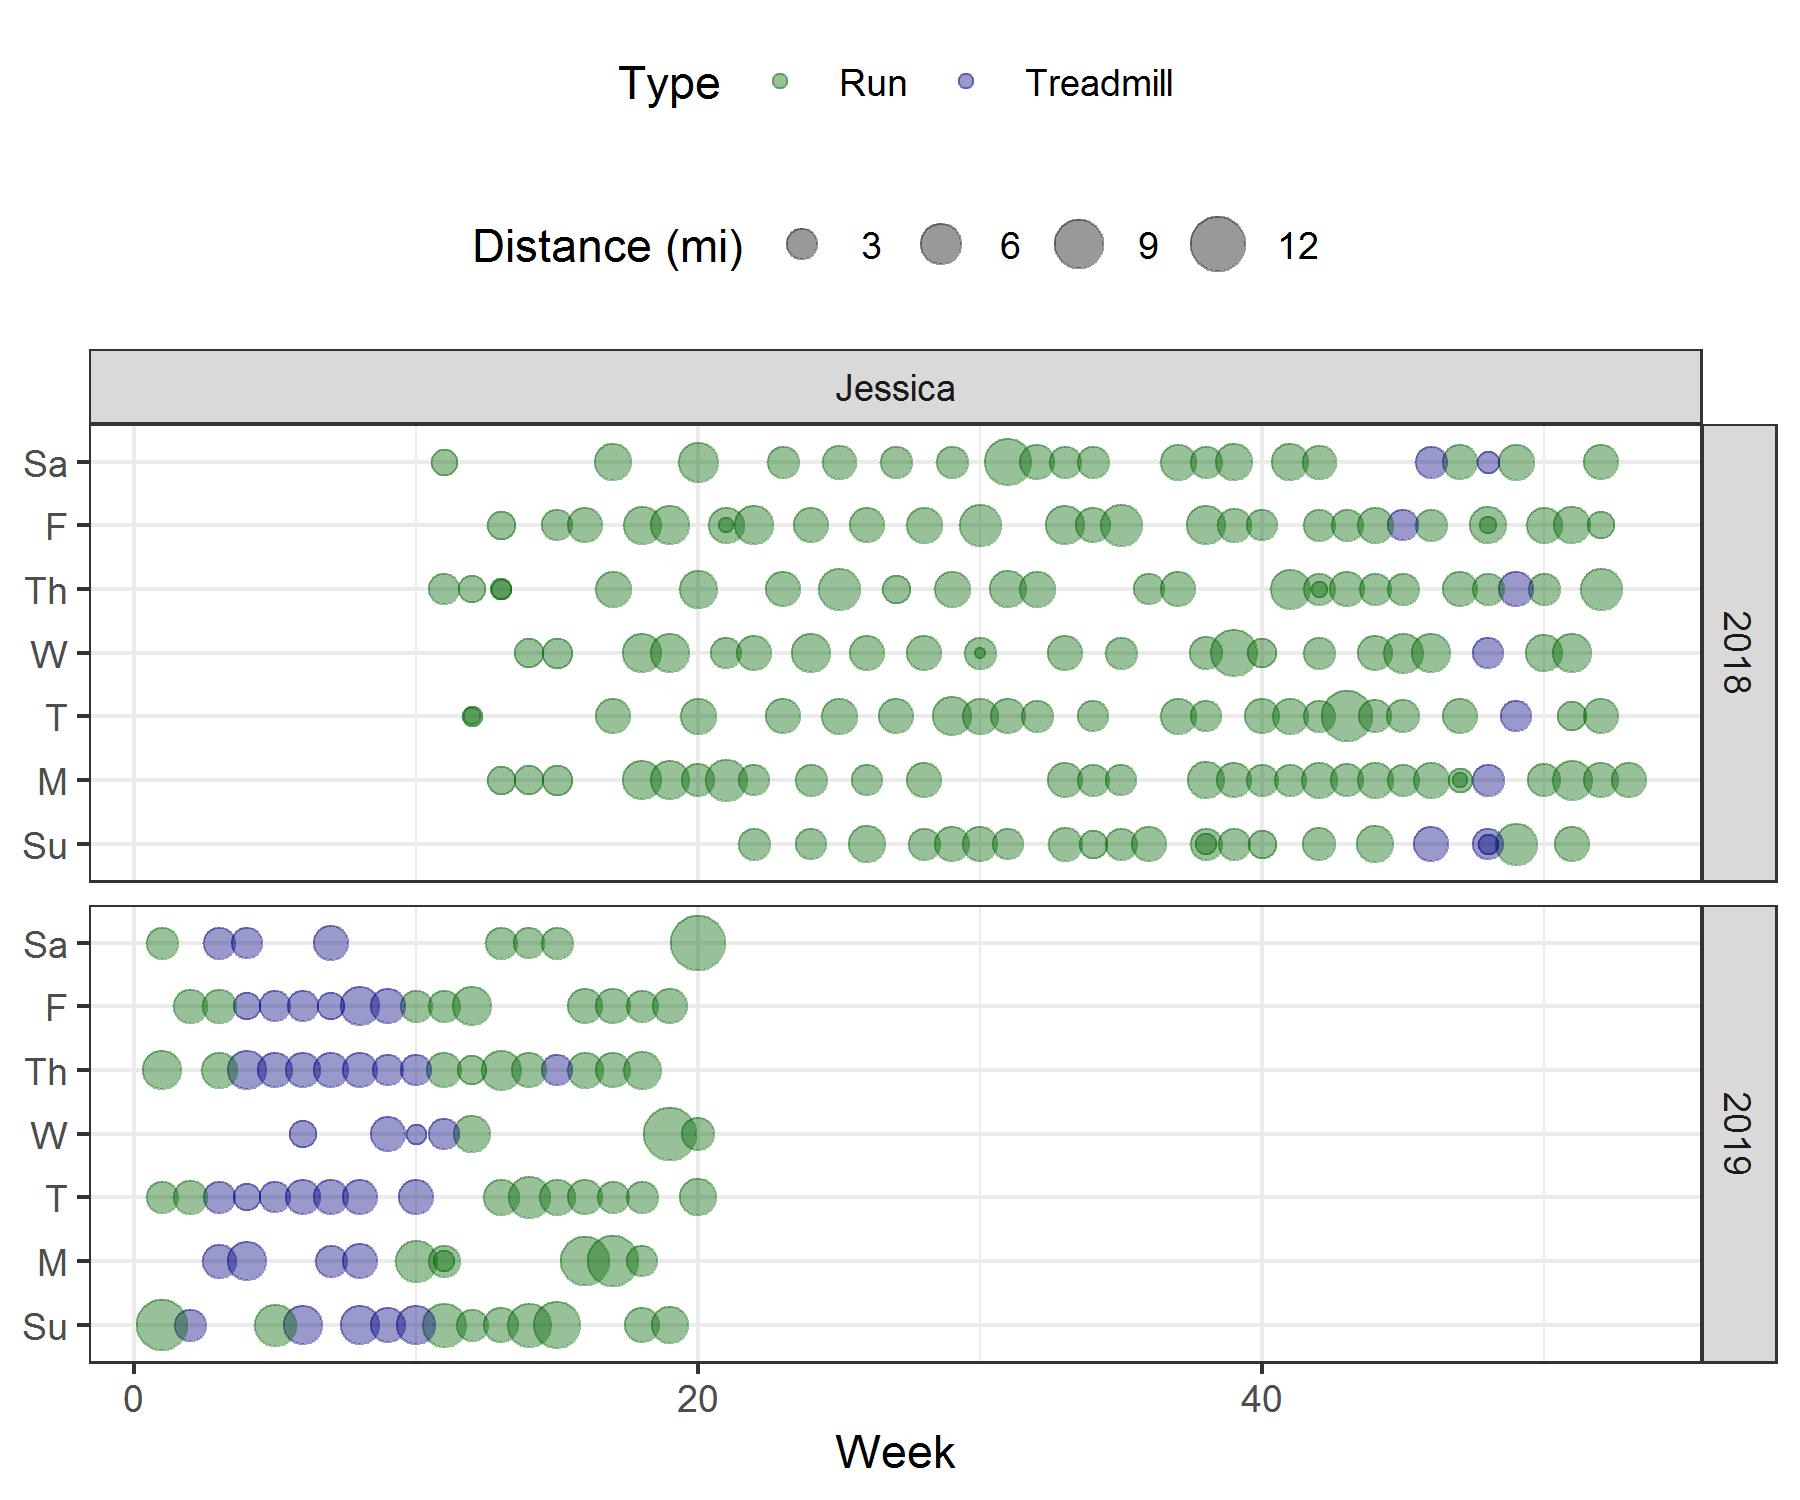 Type Run Treadmill
Distance (mi) 3 6 9 12
Jessica
Sa
F
Th
W
T
M
Su
2018
Sa
F
Th
W
T
M
Su
2019
0 20 40
Week